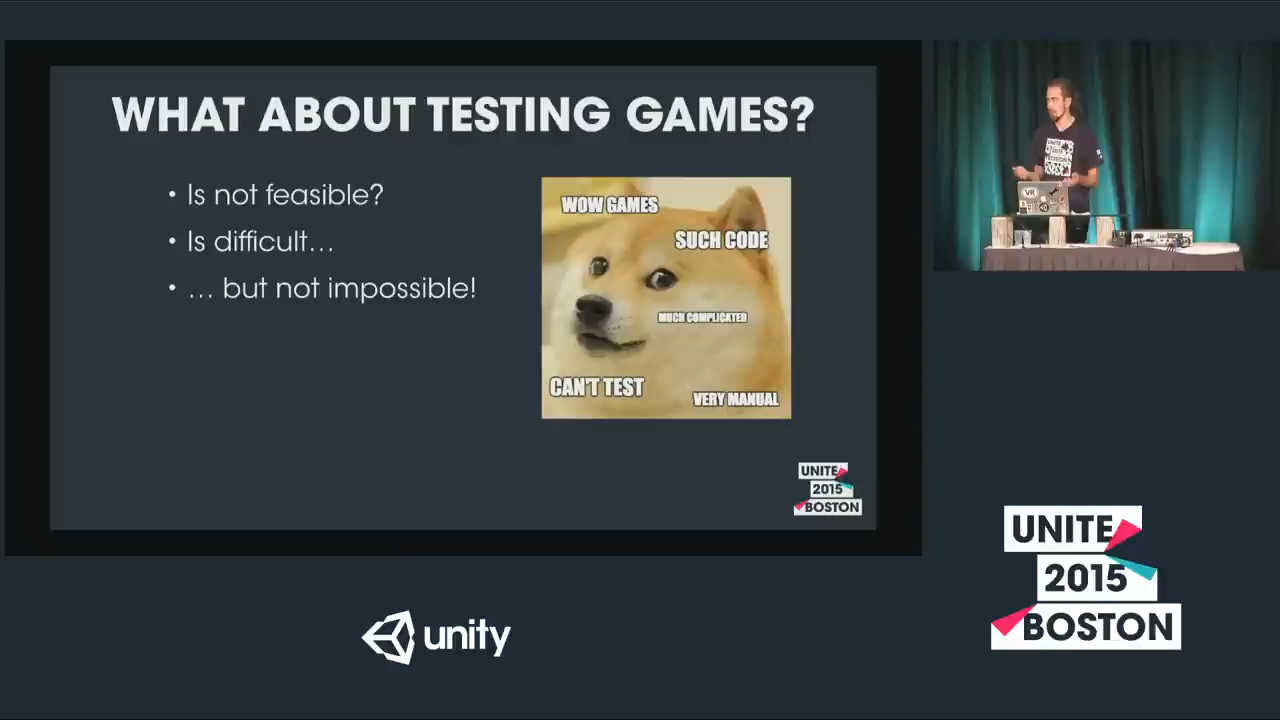 WHAT ABOUT TESTING GAMES?
• Is not feasible?
• Is difficult...
• ... but not impossible!
WOW GAMES
SUCH CODE
MUCH COMPLICATED
CAN'T TEST
VERY MANUAL
UNITE
2015
BOSTON
VR
unity
UNITE
2015
BOSTON